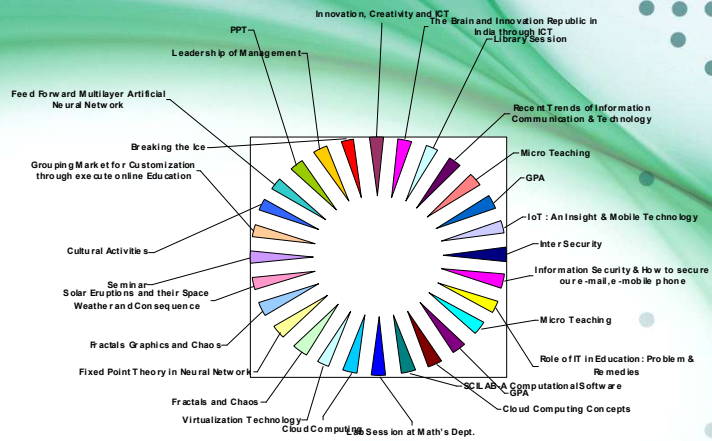 Innovation, Creativity and ICT
The Brain and Innovation Republic in
India through ICT
Library Session
Recent Trends of Information
Communication & Technology
Micro Teaching
GPA
IoT : An Insight & Mobile Technology
Inter Security
Information Security & How to secure
our e-mail,e-mobile phone
Micro Teaching
Role of IT in Education: Problem &
Remedies
SCILAB-A Computational Software
GPA
Cloud Computing Concepts
Lab Session at Math's Dept.
Cloud Computing
Virtualization Technology
Fractals and Chaos
Fixed Point Theory in Neural Network
Fractals Graphics and Chaos
Solar Eruptions and their Space
Weather and Consequence
Seminar
Cultural Activities
Grouping Market for Customization
through execute online Education
Breaking the Ice
Feed Forward Multilayer Artificial
Neural Network
Leadership of Management
PPT